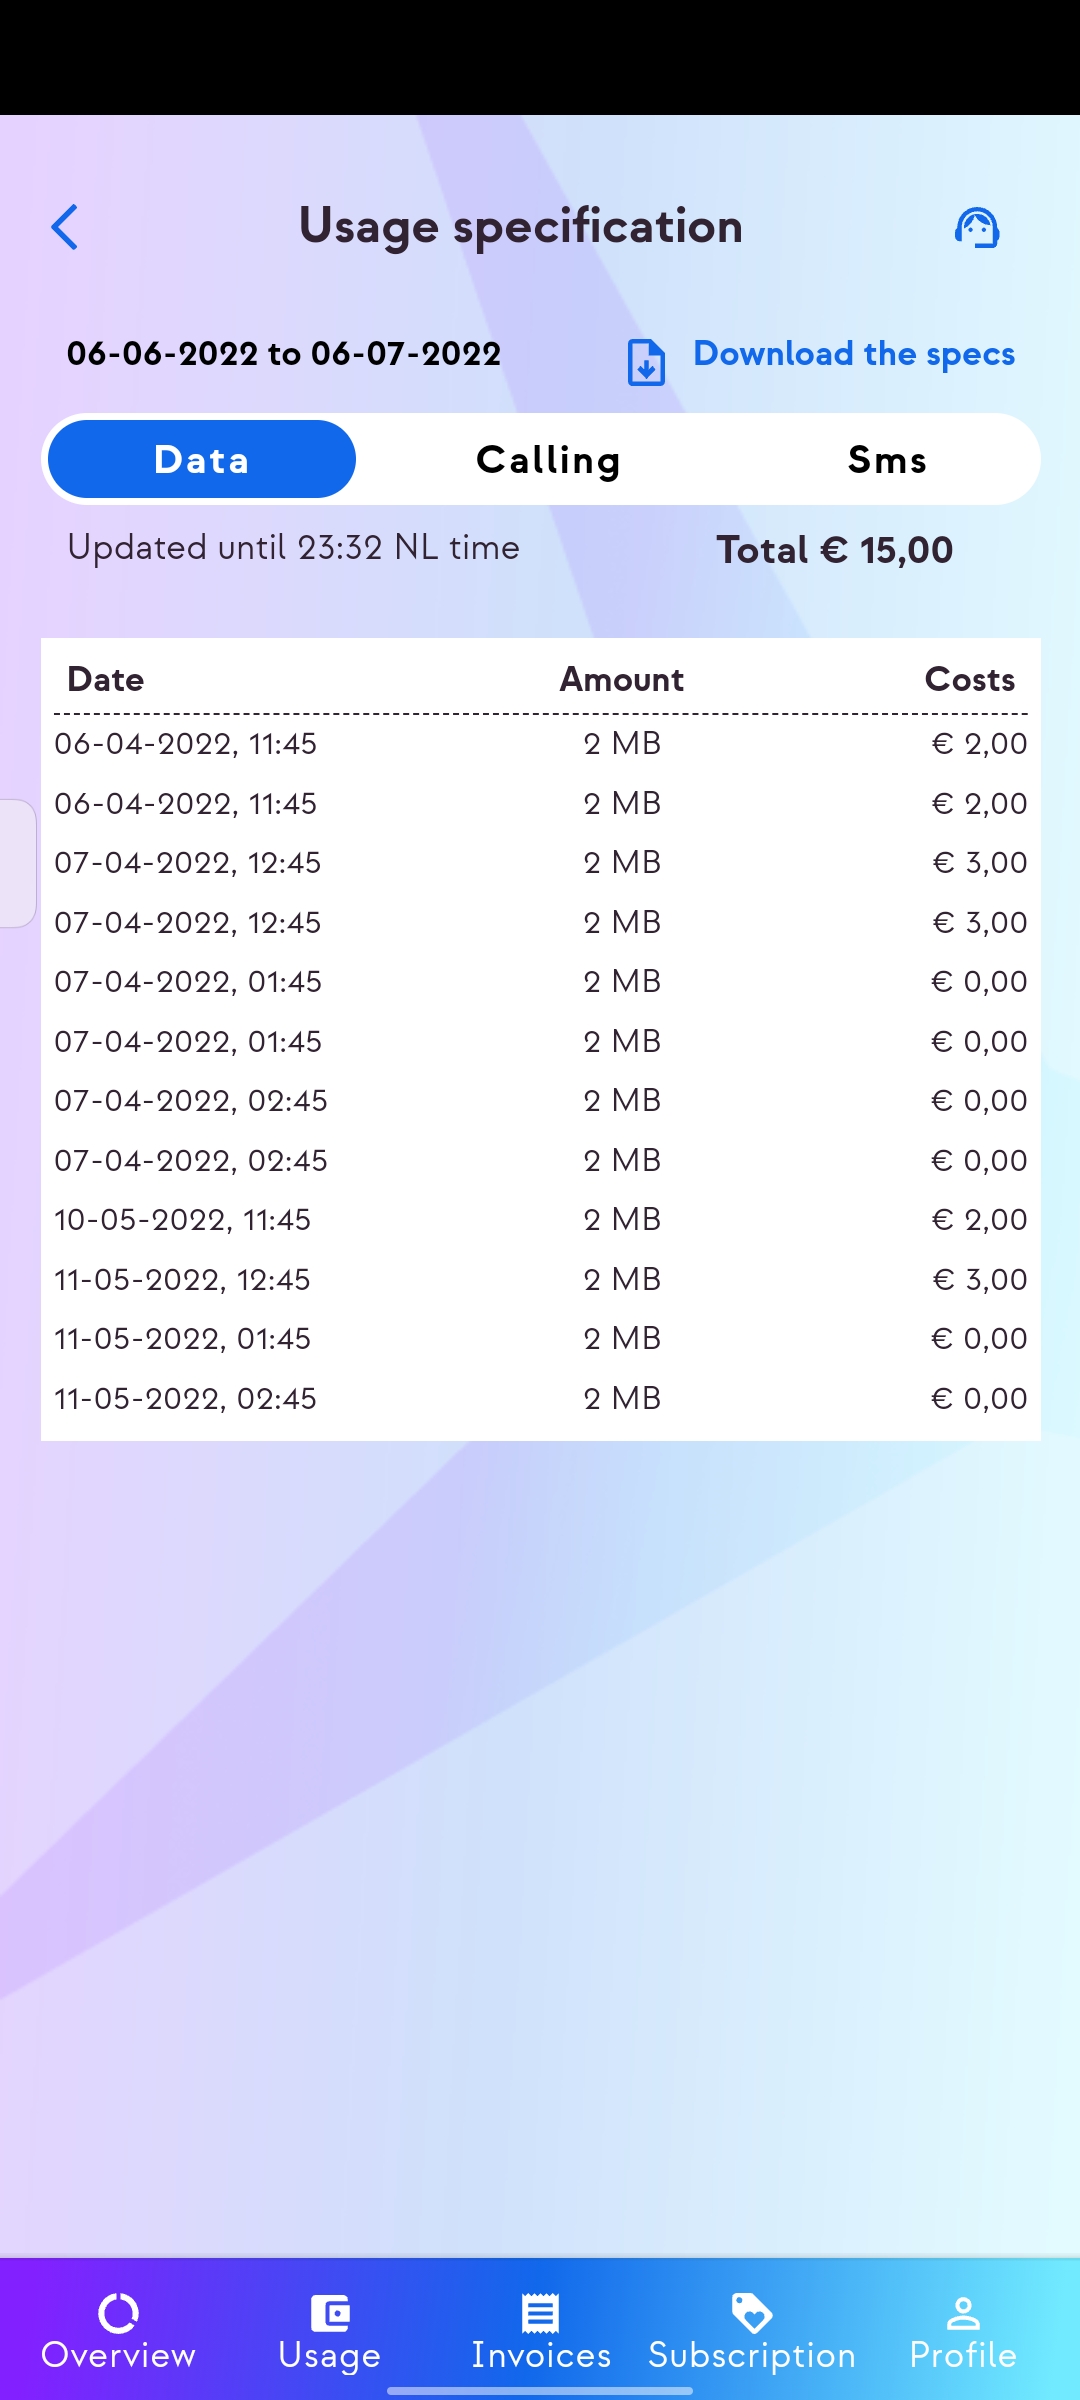 Usage specification
06-06-2022 to 06-07-2022 Download the specs
Data Calling Sms
Updated until 23:32 NL time Total € 15,00
Date Amount Costs
06-04-2022, 11:45 2 MB € 2,00
06-04-2022, 11:45 2 MB € 2,00
07-04-2022, 12:45 2 MB € 3,00
07-04-2022, 12:45 2 MB € 3,00
07-04-2022, 01:45 2 MB € 0,00
07-04-2022, 01:45 2 MB € 0,00
07-04-2022, 02:45 2 MB € 0,00
07-04-2022, 02:45 2 MB € 0,00
10-05-2022, 11:45 2 MB € 2,00
11-05-2022, 12:45 2 MB € 3,00
11-05-2022, 01:45 2 MB € 0,00
11-05-2022, 02:45 2 MB € 0,00
Overview Usage Invoices Subscription Profile